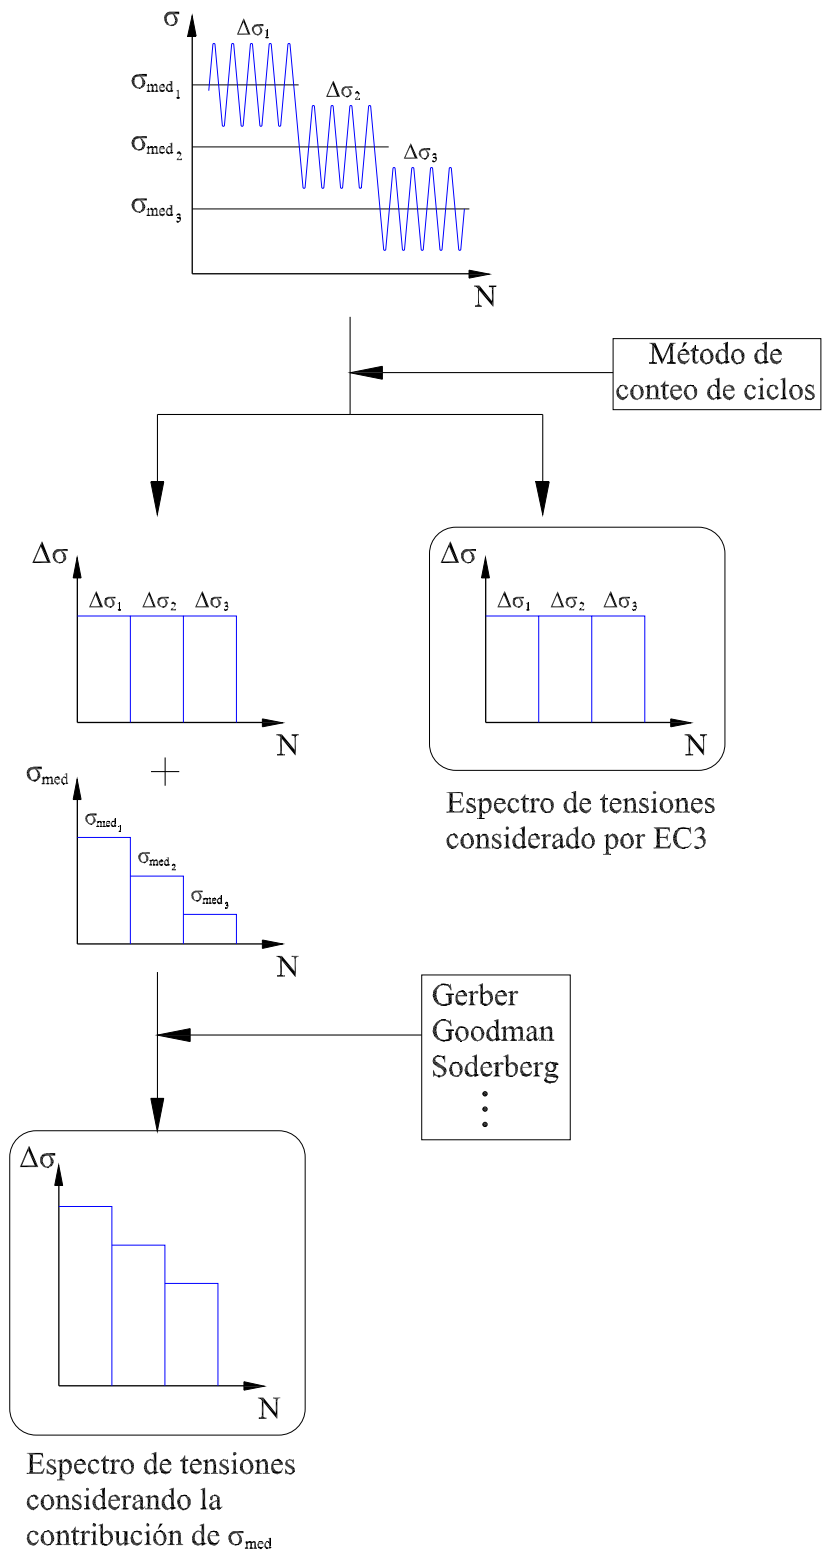 σ
Δσ₁
σmed₁
Δσ₂
σmed₂
Δσ₃
σmed₃
N
Método de
conteo de ciclos
Δσ
Δσ₁ Δσ₂ Δσ₃
N
Δσ
Δσ₁ Δσ₂ Δσ₃
N
Espectro de tensiones
considerado por EC3
+
σmed
σmed₁
σmed₂
σmed₃
N
Gerber
Goodman
Soderberg
⋮
Δσ
N
Espectro de tensiones
considerando la
contribución de σmed